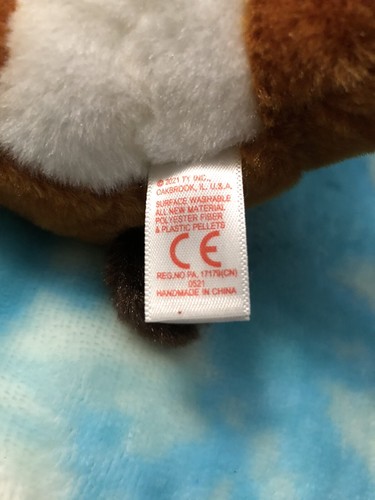 © 2021 TY INC.,
OAKBROOK, IL. U.S.A.
SURFACE WASHABLE
ALL NEW MATERIAL
POLYESTER FIBER
& PLASTIC PELLETS
CE
REG.NO PA. 17179(CN)
0521
HANDMADE IN CHINA